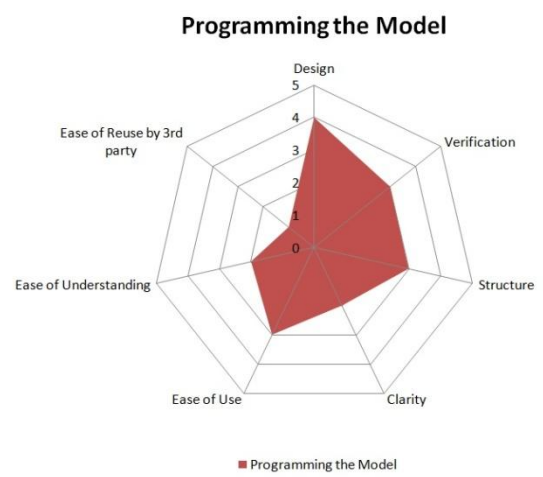 Programming the Model
Design
5
4
3
2
1
0
Verification
Structure
Clarity
Ease of Use
Ease of Understanding
Ease of Reuse by 3rd
party
Programming the Model